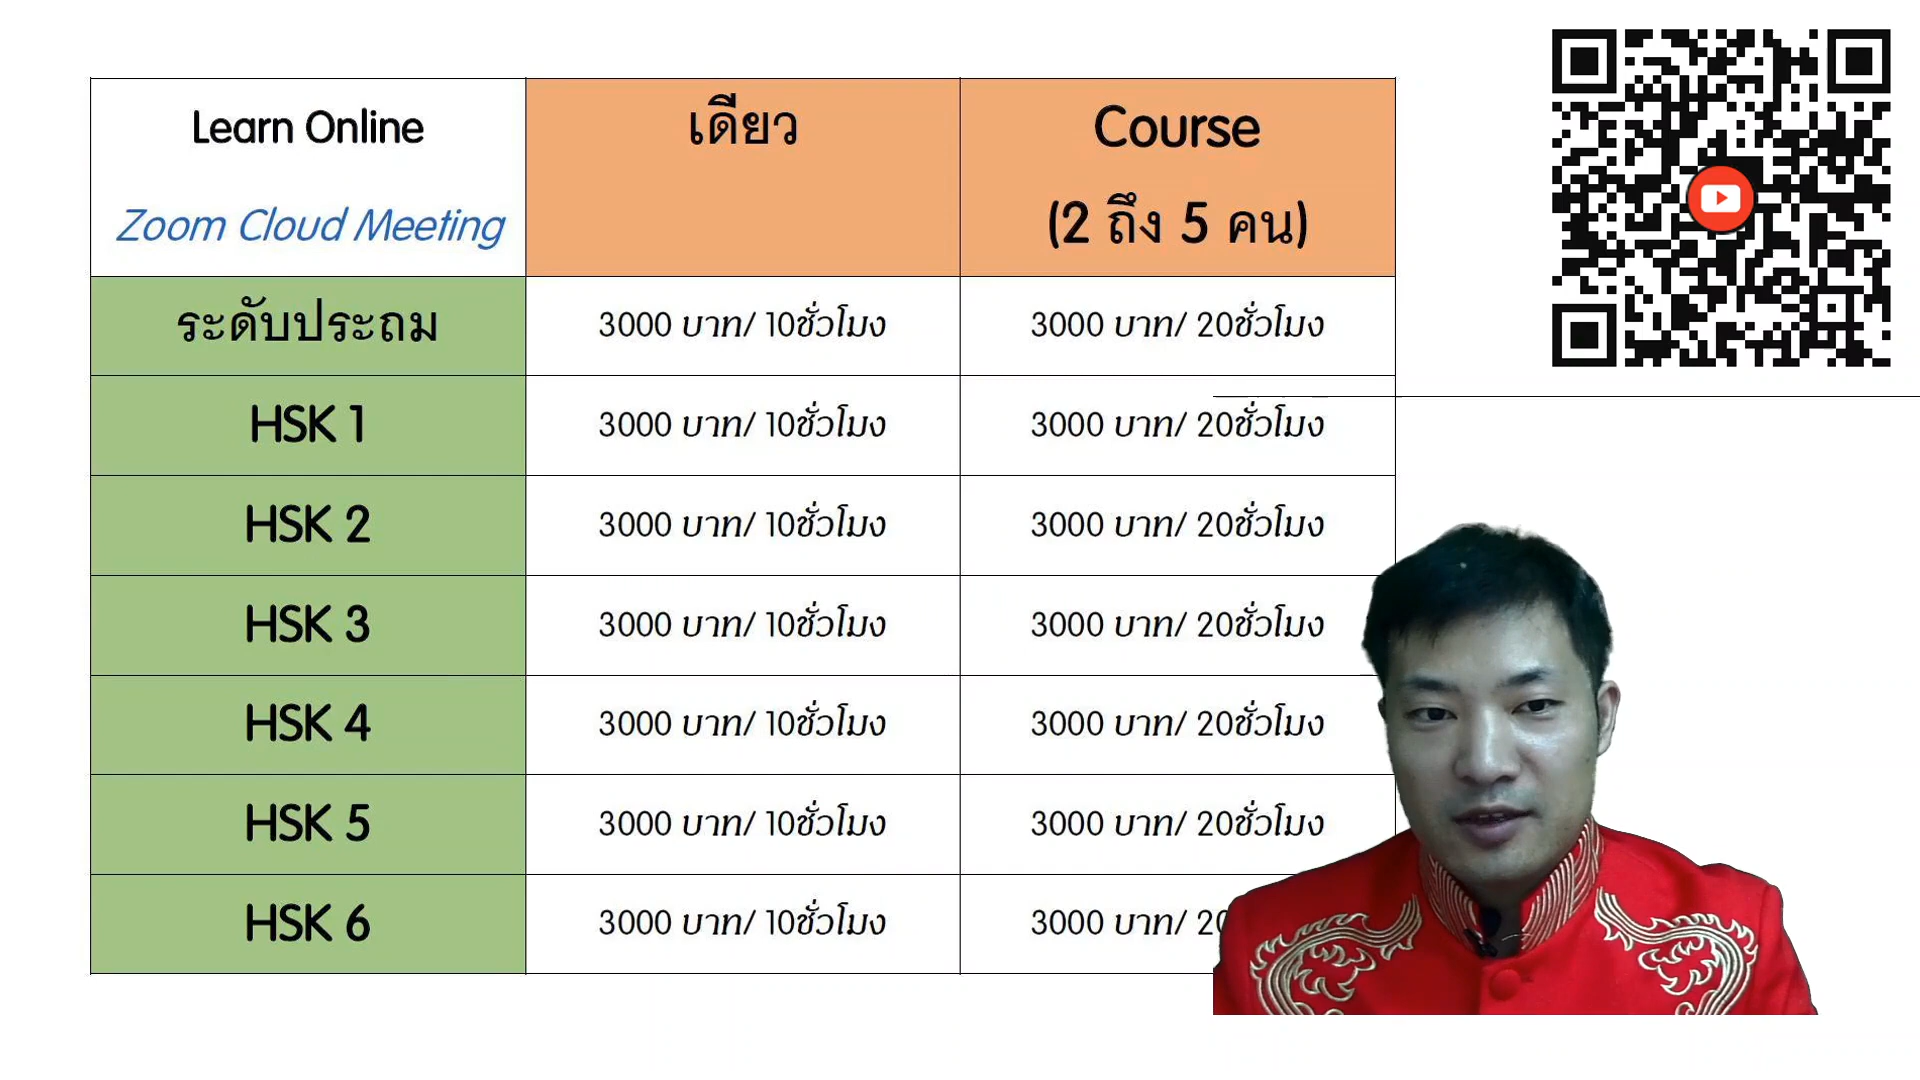 Learn Online
Zoom Cloud Meeting
เดียว
Course
(2 ถึง 5 คน)
ระดับประถม
3000 บาท/ 10ชั่วโมง
3000 บาท/ 20ชั่วโมง
HSK 1
3000 บาท/ 10ชั่วโมง
3000 บาท/ 20ชั่วโมง
HSK 2
3000 บาท/ 10ชั่วโมง
3000 บาท/ 20ชั่วโมง
HSK 3
3000 บาท/ 10ชั่วโมง
3000 บาท/ 20ชั่วโมง
HSK 4
3000 บาท/ 10ชั่วโมง
3000 บาท/ 20ชั่วโมง
HSK 5
3000 บาท/ 10ชั่วโมง
3000 บาท/ 20ชั่วโมง
HSK 6
3000 บาท/ 10ชั่วโมง
3000 บาท/